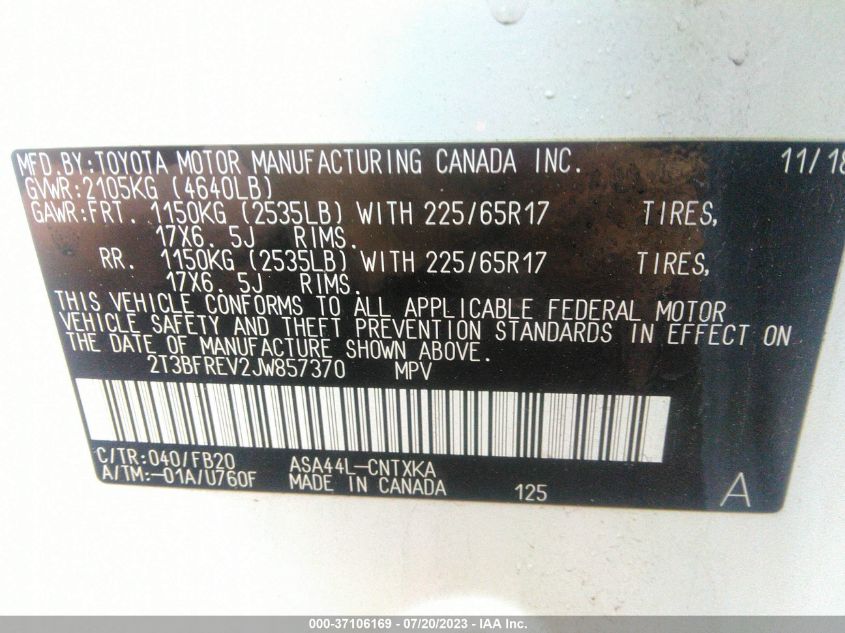 MFD.BY:TOYOTA MOTOR MANUFACTURING CANADA INC. 11/18
GVWR:2105KG (4640LB)
GAWR:FRT. 1150KG (2535LB) WITH 225/65R17 TIRES,
17X6. 5J RIMS.
RR. 1150KG (2535LB) WITH 225/65R17 TIRES,
17X6. 5J RIMS.
THIS VEHICLE CONFORMS TO ALL APPLICABLE FEDERAL MOTOR
VEHICLE SAFETY AND THEFT PREVENTION STANDARDS IN EFFECT ON
THE DATE OF MANUFACTURE SHOWN ABOVE.
2T3BFREV2JW857370 MPV
C/TR:040/FB20 ASA44L-CNTXKA
A/TM:-01A/U760F MADE IN CANADA 125 A
000-37106169 - 07/20/2023 - IAA Inc.